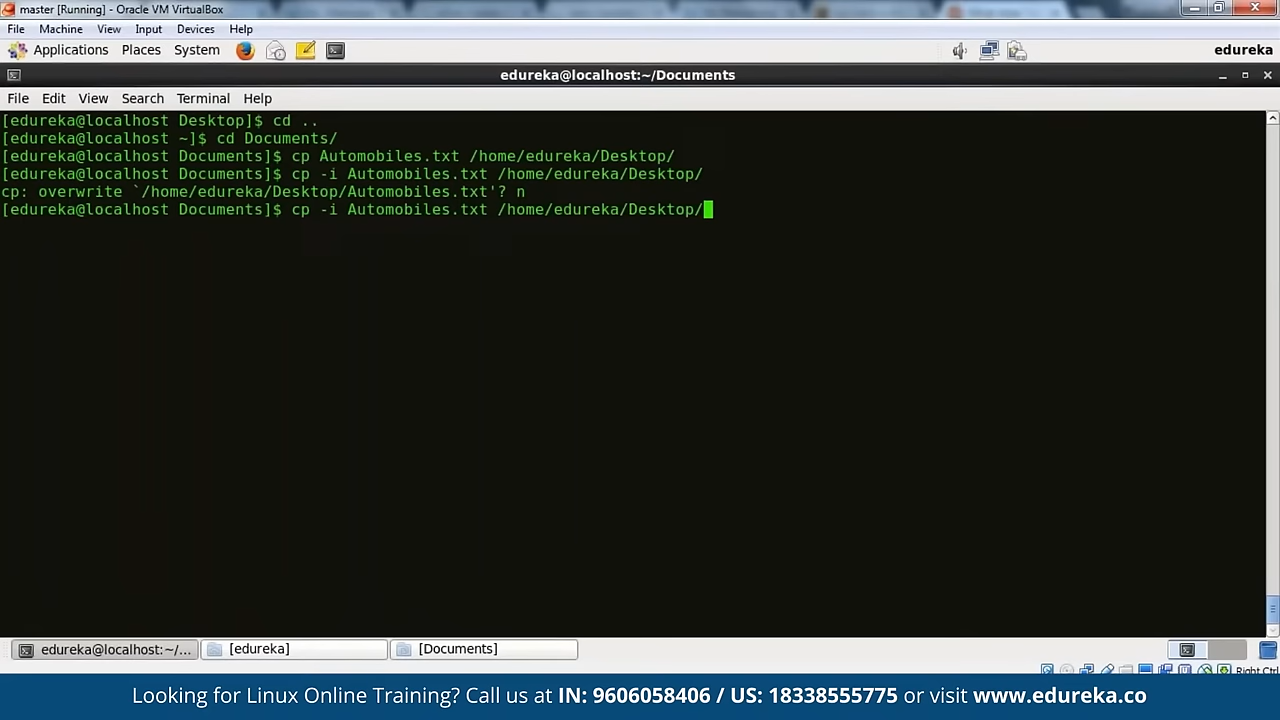 master [Running] - Oracle VM VirtualBox
File Machine View Input Devices Help
Applications Places System edureka
edureka@localhost:~/Documents
File Edit View Search Terminal Help
[edureka@localhost Desktop]$ cd ..
[edureka@localhost ~]$ cd Documents/
[edureka@localhost Documents]$ cp Automobiles.txt /home/edureka/Desktop/
[edureka@localhost Documents]$ cp -i Automobiles.txt /home/edureka/Desktop/
cp: overwrite `/home/edureka/Desktop/Automobiles.txt'? n
[edureka@localhost Documents]$ cp -i Automobiles.txt /home/edureka/Desktop/
edureka@localhost:~/... [edureka] [Documents]
Right Ctrl
Looking for Linux Online Training? Call us at IN: 9606058406 / US: 18338555775 or visit www.edureka.co